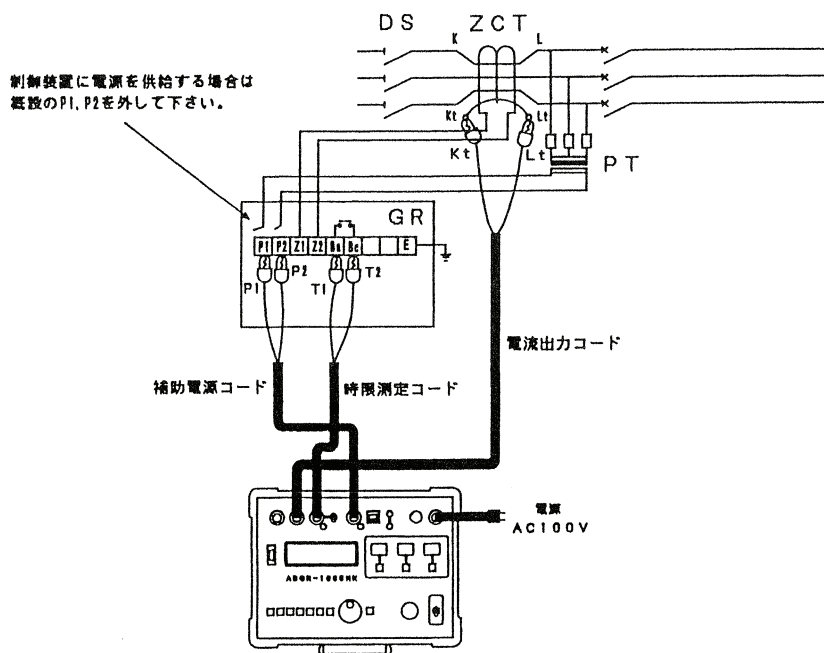 DS
ZCT
K
L
制御装置に電源を供給する場合は
既設のP1,P2を外して下さい。
Kt
Lt
Kt
Lt
PT
GR
P1 P2 Z1 Z2 Ba Bc E
P1
P2
T1
T2
電流出力コード
補助電源コード
時限測定コード
電源
AC100V